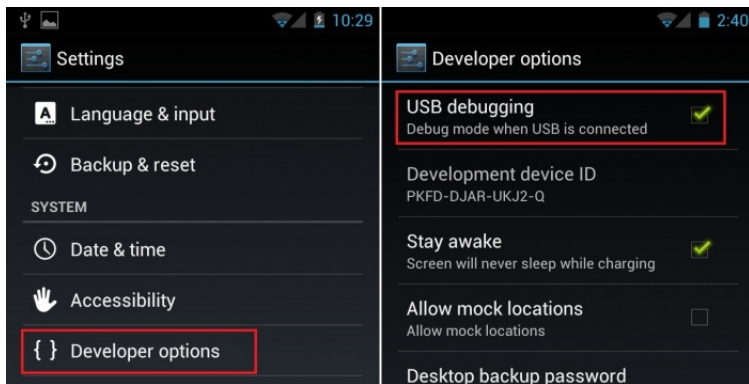 10:29
Settings
Language & input
Backup & reset
SYSTEM
Date & time
Accessibility
{ } Developer options
2:40
Developer options
USB debugging
Debug mode when USB is connected
Development device ID
PKFD-DJAR-UKJ2-Q
Stay awake
Screen will never sleep while charging
Allow mock locations
Allow mock locations
Desktop backup password